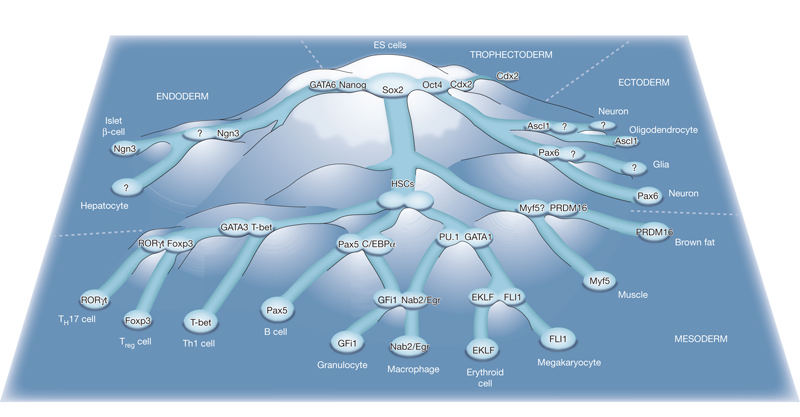 ES cells
TROPHECTODERM
GATA6 Nanog
Sox2
Oct4
Cdx2
Cdx2
ECTODERM
ENDODERM
Neuron
Islet
β-cell
Ngn3
?
Ngn3
Ascl1
?
?
Oligodendrocyte
Ascl1
Pax6
?
?
Glia
?
Hepatocyte
HSCs
Pax6
Neuron
Myf5?
PRDM16
PRDM16
Brown fat
GATA3 T-bet
RORγt Foxp3
Pax5 C/EBPα
PU.1 GATA1
Myf5
Muscle
RORγt
TH17 cell
Foxp3
Treg cell
T-bet
Th1 cell
Pax5
B cell
GFi1 Nab2/Egr
EKLF
FLI1
GFi1
Granulocyte
Nab2/Egr
Macrophage
EKLF
Erythroid
cell
FLI1
Megakaryocyte
MESODERM